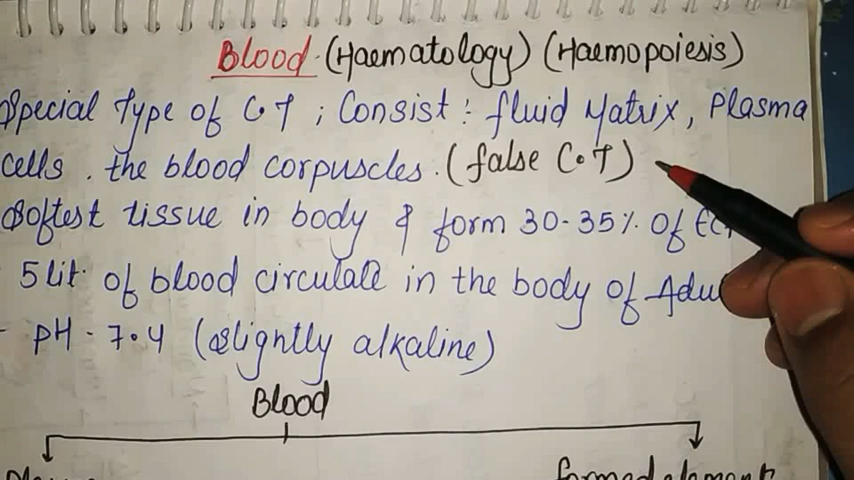 Blood (Haematology) (Haemopoiesis)
Special Type of C.T ; Consist : fluid Matrix, Plasma
cells. the blood corpuscles. (false C.T)
Softest tissue in body & form 30-35% of
5 lit. of blood circulate in the body of
- pH - 7.4 (slightly alkaline)
Blood
formed elements